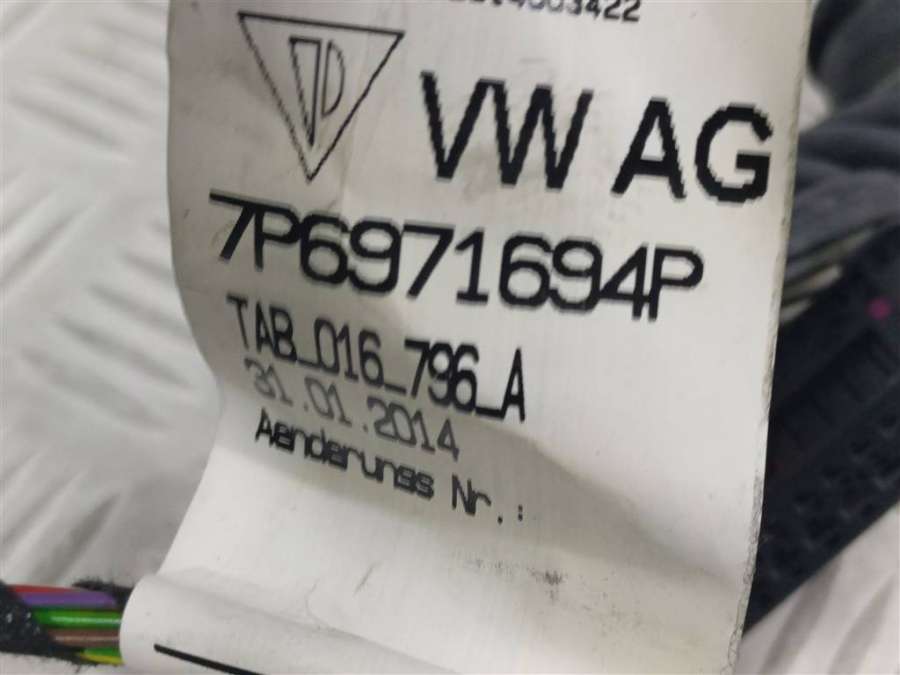 VW AG
7P6971694P
TAB_016_796_A
31.01.2014
Aenderungs Nr.: